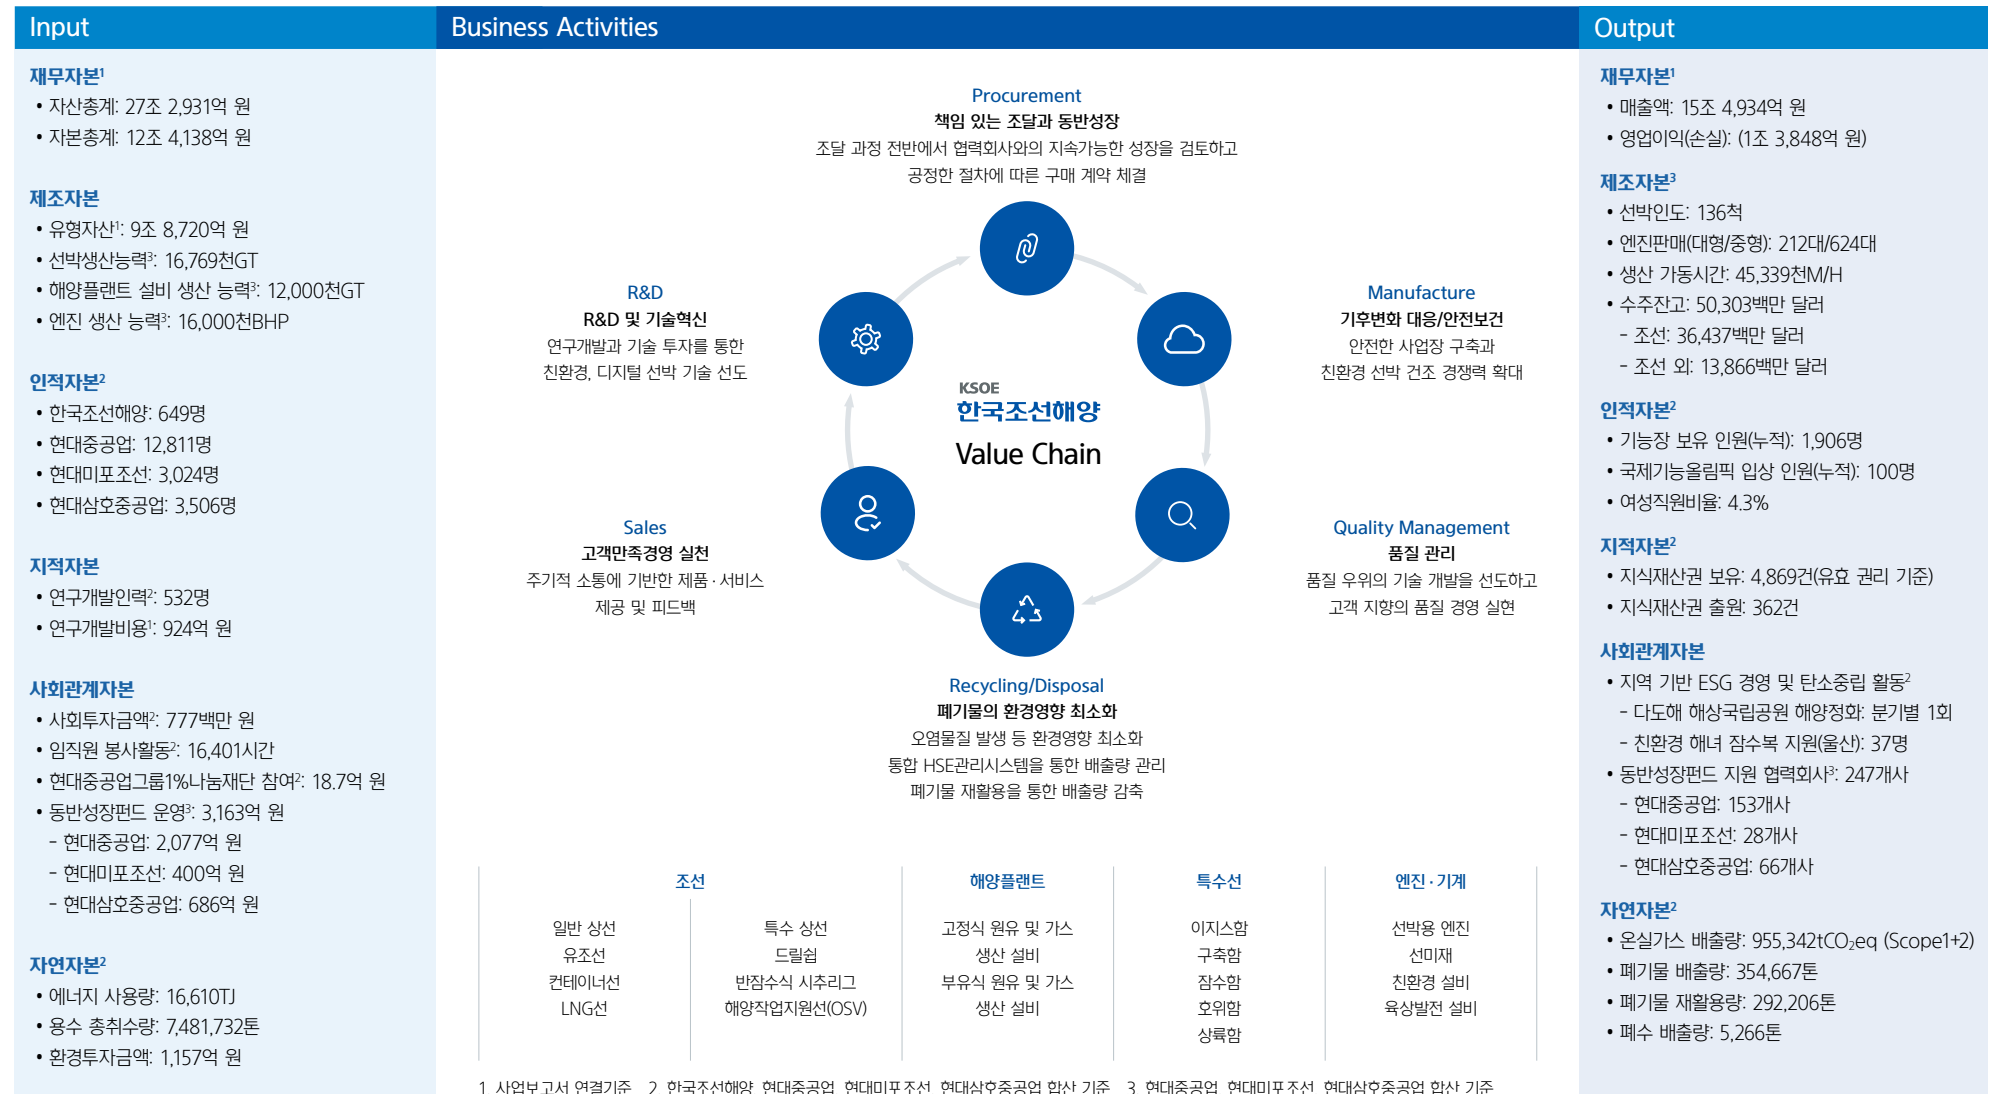 Input
재무자본1
• 자산총계: 27조 2,931억 원
• 자본총계: 12조 4,138억 원
제조자본
• 유형자산1: 9조 8,720억 원
• 선박생산능력3: 16,769천GT
• 해양플랜트 설비 생산 능력3: 12,000천GT
• 엔진 생산 능력3: 16,000천BHP
인적자본2
• 한국조선해양: 649명
• 현대중공업: 12,811명
• 현대미포조선: 3,024명
• 현대삼호중공업: 3,506명
지적자본
• 연구개발인력2: 532명
• 연구개발비용1: 924억 원
사회관계자본
• 사회투자금액2: 777백만 원
• 임직원 봉사활동2: 16,401시간
• 현대중공업그룹1%나눔재단 참여2: 18.7억 원
• 동반성장펀드 운영3: 3,163억 원
- 현대중공업: 2,077억 원
- 현대미포조선: 400억 원
- 현대삼호중공업: 686억 원
자연자본2
• 에너지 사용량: 16,610TJ
• 용수 총취수량: 7,481,732톤
• 환경투자금액: 1,157억 원
Business Activities
Procurement
책임 있는 조달과 동반성장
조달 과정 전반에서 협력회사와의 지속가능한 성장을 검토하고
공정한 절차에 따른 구매 계약 체결
R&D
R&D 및 기술혁신
연구개발과 기술 투자를 통한
친환경, 디지털 선박 기술 선도
Manufacture
기후변화 대응/안전보건
안전한 사업장 구축과
친환경 선박 건조 경쟁력 확대
KSOE
한국조선해양
Value Chain
Sales
고객만족경영 실천
주기적 소통에 기반한 제품·서비스
제공 및 피드백
Quality Management
품질 관리
품질 우위의 기술 개발을 선도하고
고객 지향의 품질 경영 실현
Recycling/Disposal
폐기물의 환경영향 최소화
오염물질 발생 등 환경영향 최소화
통합 HSE관리시스템을 통한 배출량 관리
폐기물 재활용을 통한 배출량 감축
조선
일반 상선
유조선
컨테이너선
LNG선
특수 상선
드릴쉽
반잠수식 시추리그
해양작업지원선(OSV)
해양플랜트
고정식 원유 및 가스
생산 설비
부유식 원유 및 가스
생산 설비
특수선
이지스함
구축함
잠수함
호위함
상륙함
엔진·기계
선박용 엔진
선미재
친환경 설비
육상발전 설비
1 사업보고서 연결기준 2 한국조선해양, 현대중공업, 현대미포조선, 현대삼호중공업 합산 기준 3 현대중공업, 현대미포조선, 현대삼호중공업 합산 기준
Output
재무자본1
• 매출액: 15조 4,934억 원
• 영업이익(손실): (1조 3,848억 원)
제조자본3
• 선박인도: 136척
• 엔진판매(대형/중형): 212대/624대
• 생산 가동시간: 45,339천M/H
• 수주잔고: 50,303백만 달러
- 조선: 36,437백만 달러
- 조선 외: 13,866백만 달러
인적자본2
• 기능장 보유 인원(누적): 1,906명
• 국제기능올림픽 입상 인원(누적): 100명
• 여성직원비율: 4.3%
지적자본2
• 지식재산권 보유: 4,869건(유효 권리 기준)
• 지식재산권 출원: 362건
사회관계자본
• 지역 기반 ESG 경영 및 탄소중립 활동2
- 다도해 해상국립공원 해양정화: 분기별 1회
- 친환경 해녀 잠수복 지원(울산): 37명
• 동반성장펀드 지원 협력회사3: 247개사
- 현대중공업: 153개사
- 현대미포조선: 28개사
- 현대삼호중공업: 66개사
자연자본2
• 온실가스 배출량: 955,342tCO2eq (Scope1+2)
• 폐기물 배출량: 354,667톤
• 폐기물 재활용량: 292,206톤
• 폐수 배출량: 5,266톤